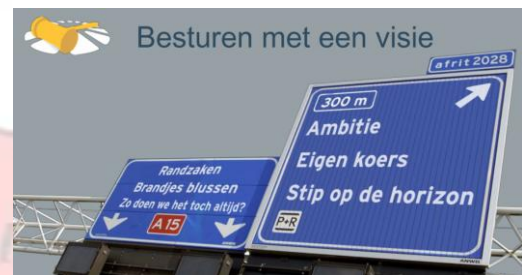 Besturen met een visie
afrit 2028
300 m
Ambitie
Eigen koers
Stip op de horizon
P+R
Randzaken
Brandjes blussen
Zo doen we het toch altijd?
A 15